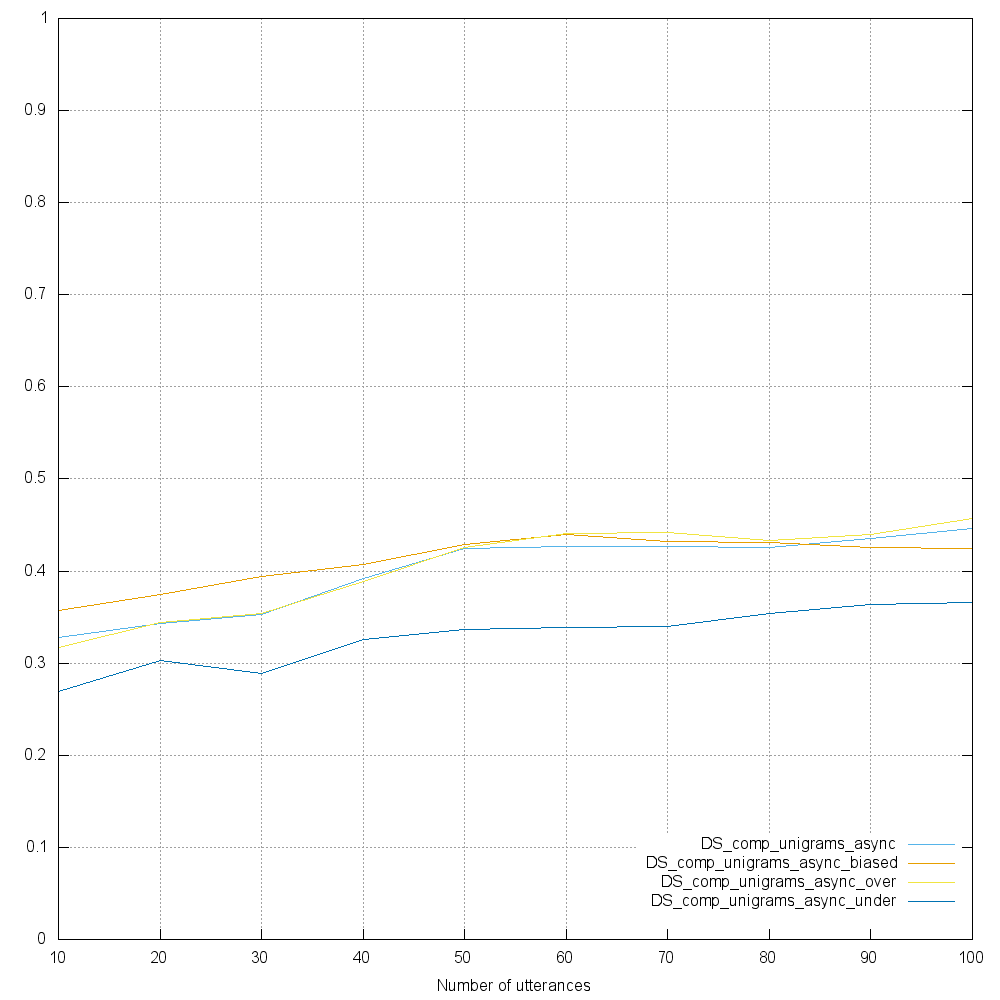 1
0.9
0.8
0.7
0.6
0.5
0.4
0.3
0.2
0.1
0
DS_comp_unigrams_async
DS_comp_unigrams_async_biased
DS_comp_unigrams_async_over
DS_comp_unigrams_async_under
10 20 30 40 50 60 70 80 90 100
Number of utterances